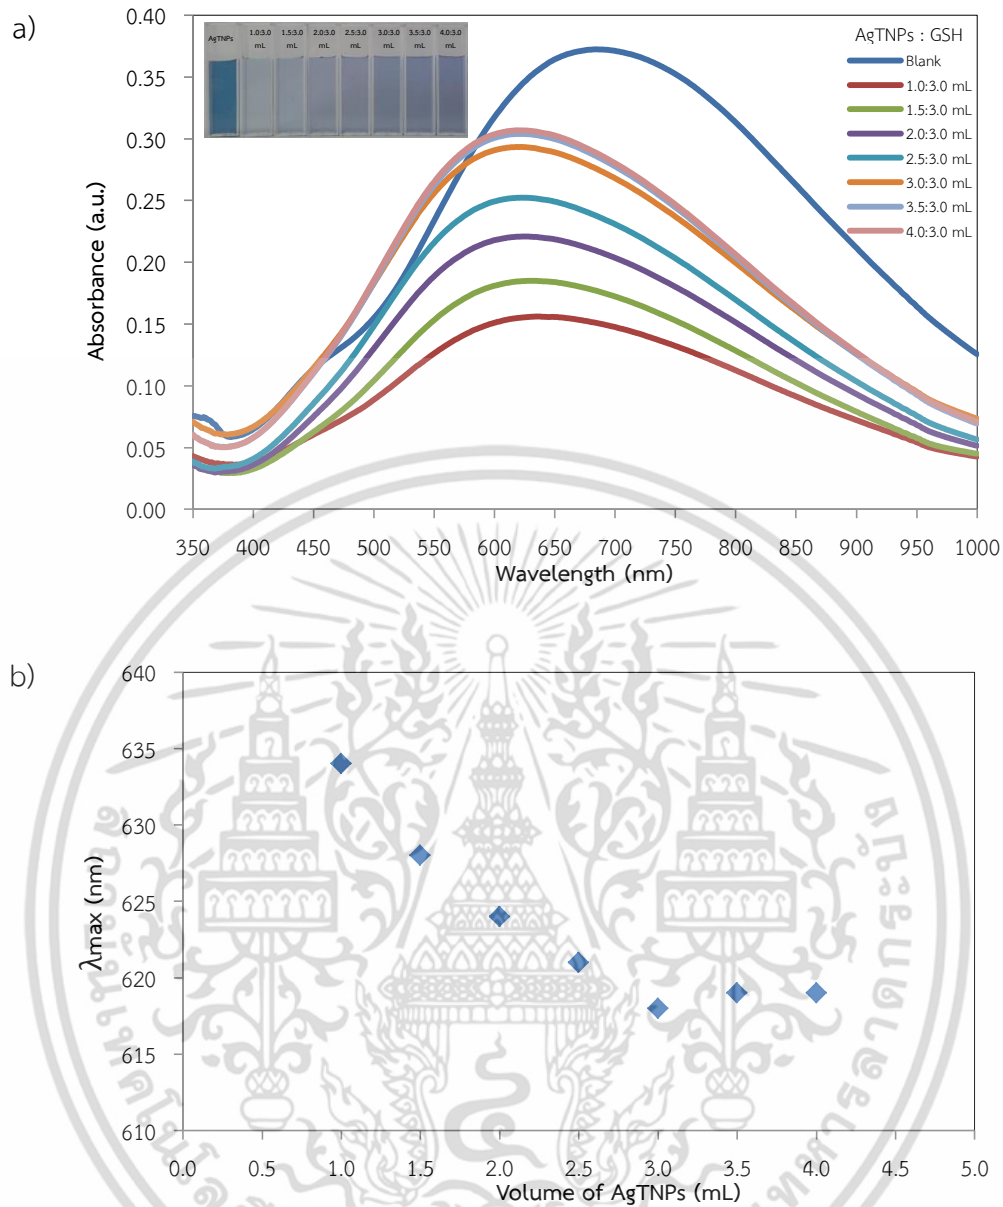 a)
0.40
0.35
0.30
0.25
0.20
0.15
0.10
0.05
0.00
Absorbance (a.u.)
AgTNPs
1.0:3.0 mL
1.5:3.0 mL
2.0:3.0 mL
2.5:3.0 mL
3.0:3.0 mL
3.5:3.0 mL
4.0:3.0 mL
AgTNPs : GSH
Blank
1.0:3.0 mL
1.5:3.0 mL
2.0:3.0 mL
2.5:3.0 mL
3.0:3.0 mL
3.5:3.0 mL
4.0:3.0 mL
350 400 450 500 550 600 650 700 750 800 850 900 950 1000
Wavelength (nm)
b)
640
635
630
625
620
615
610
λmax (nm)
0.0 0.5 1.0 1.5 2.0 2.5 3.0 3.5 4.0 4.5 5.0
Volume of AgTNPs (mL)